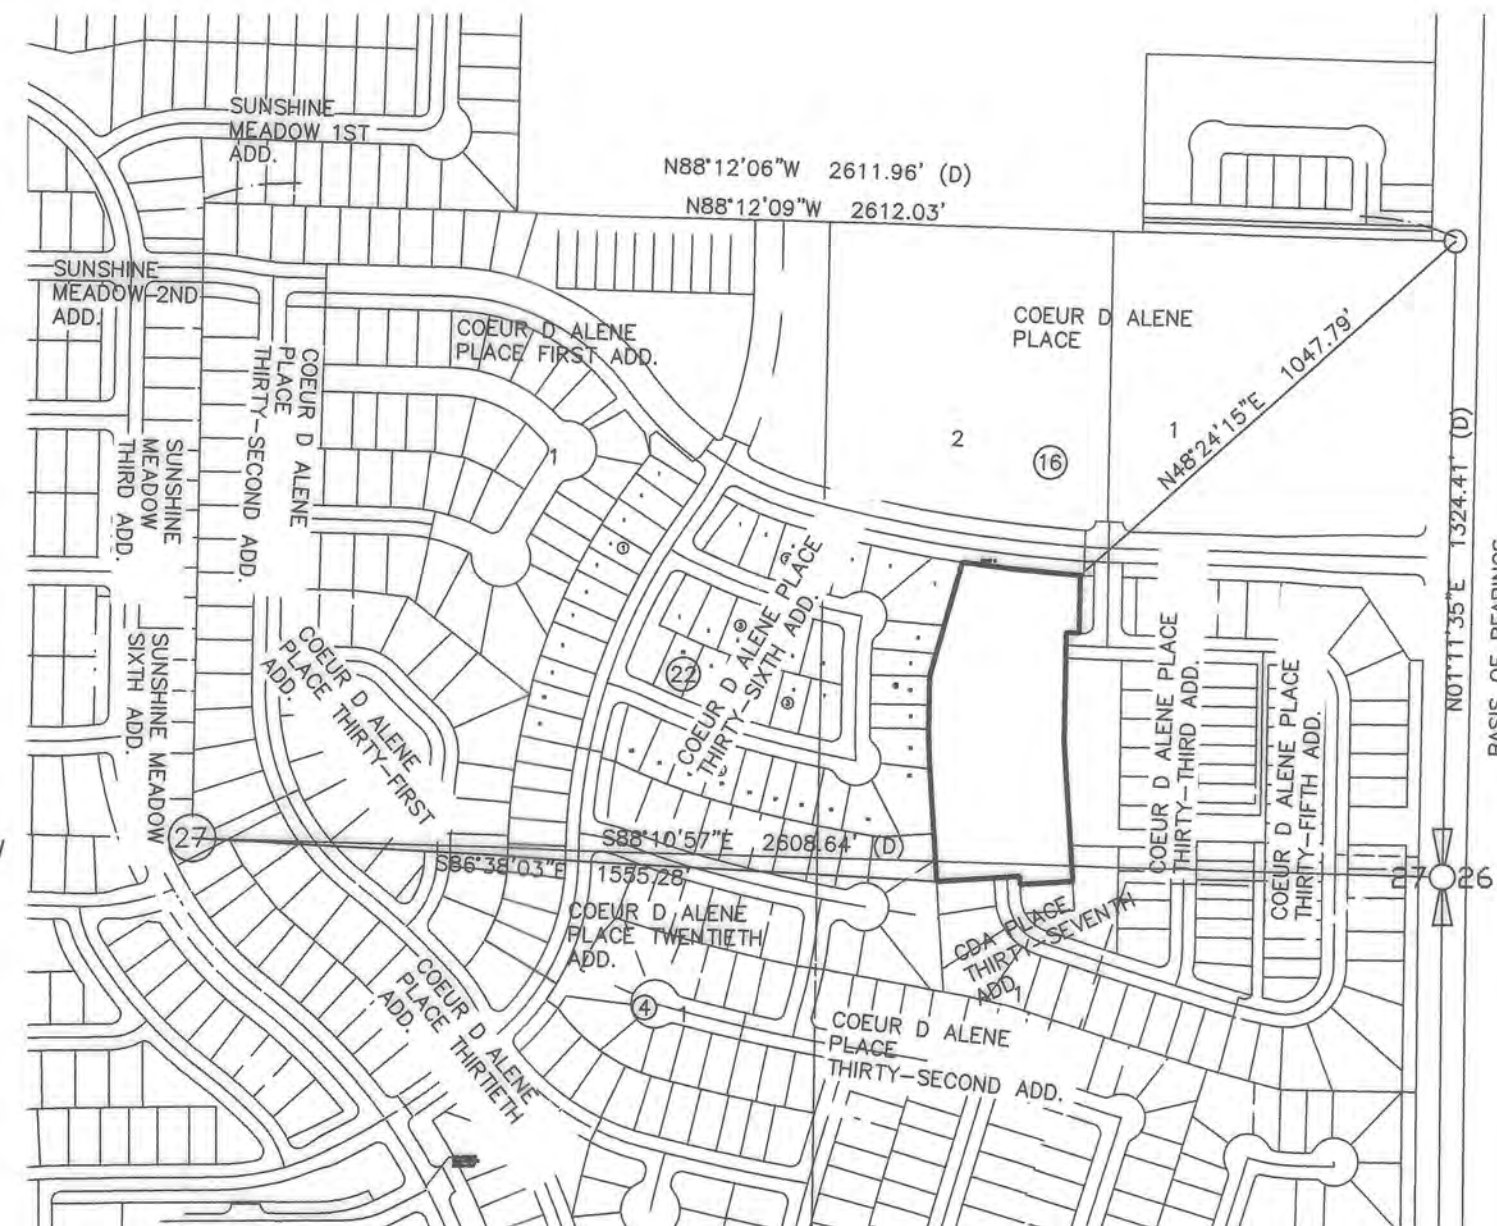 SUNSHINE
MEADOW 1ST
ADD.
N88°12'06"W 2611.96' (D)
N88°12'09"W 2612.03'
SUNSHINE
MEADOW 2ND
ADD.
COEUR D ALENE
PLACE FIRST ADD.
COEUR D ALENE
PLACE
N48°24'15"E 1047.79'
2
16
1
COEUR D ALENE
PLACE
THIRTY-SECOND ADD.
SUNSHINE
MEADOW
THIRD ADD.
1
N01°11'35"E 1324.41' (D)
BASIS OF BEARINGS
SUNSHINE MEADOW
SIXTH ADD.
COEUR D ALENE
PLACE THIRTY-FIRST
ADD.
1
3
3
22
COEUR D ALENE PLACE
THIRTY-SIXTH ADD.
COEUR D ALENE PLACE
THIRTY-THIRD ADD.
COEUR D ALENE PLACE
THIRTY-FIFTH ADD.
27
S88°10'57"E 2608.64' (D)
S86°38'03"E 1555.28'
27 26
COEUR D ALENE
PLACE TWENTIETH
ADD.
CDA PLACE
THIRTY-SEVENTH
ADD.
1
COEUR D ALENE
PLACE THIRTIETH
ADD.
4
1
COEUR D ALENE
PLACE
THIRTY-SECOND ADD.